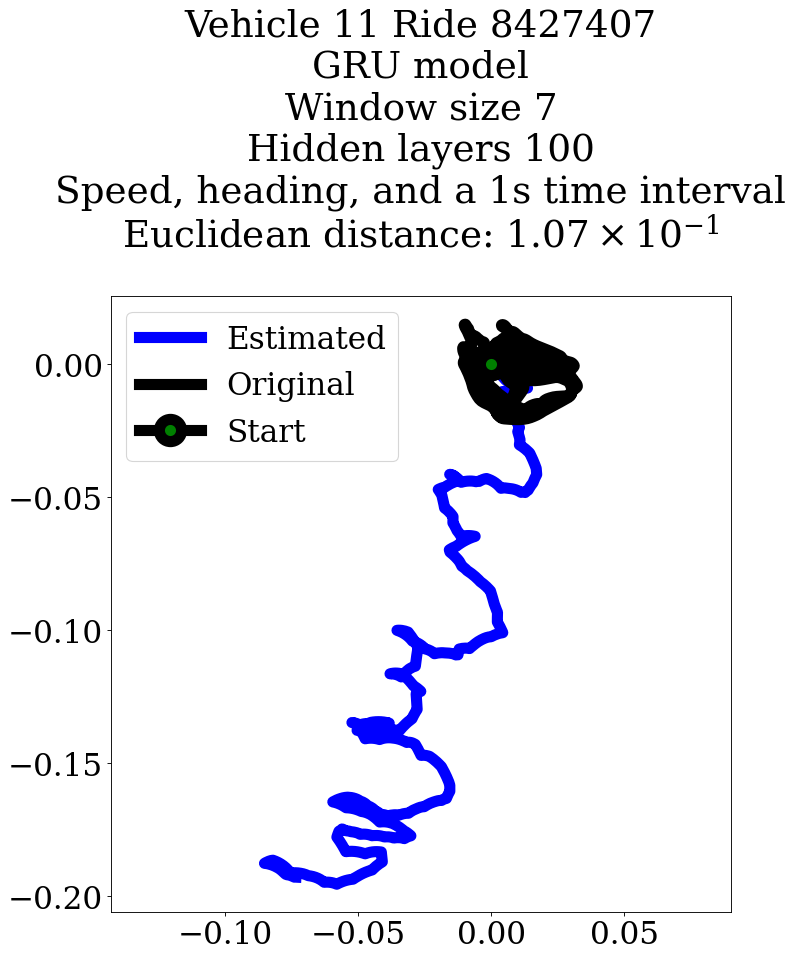 Vehicle 11 Ride 8427407
GRU model
Window size 7
Hidden layers 100
Speed, heading, and a 1s time interval
Euclidean distance: 1.07 × 10⁻¹
Estimated
Original
Start
0.00
−0.05
−0.10
−0.15
−0.20
−0.10 −0.05 0.00 0.05